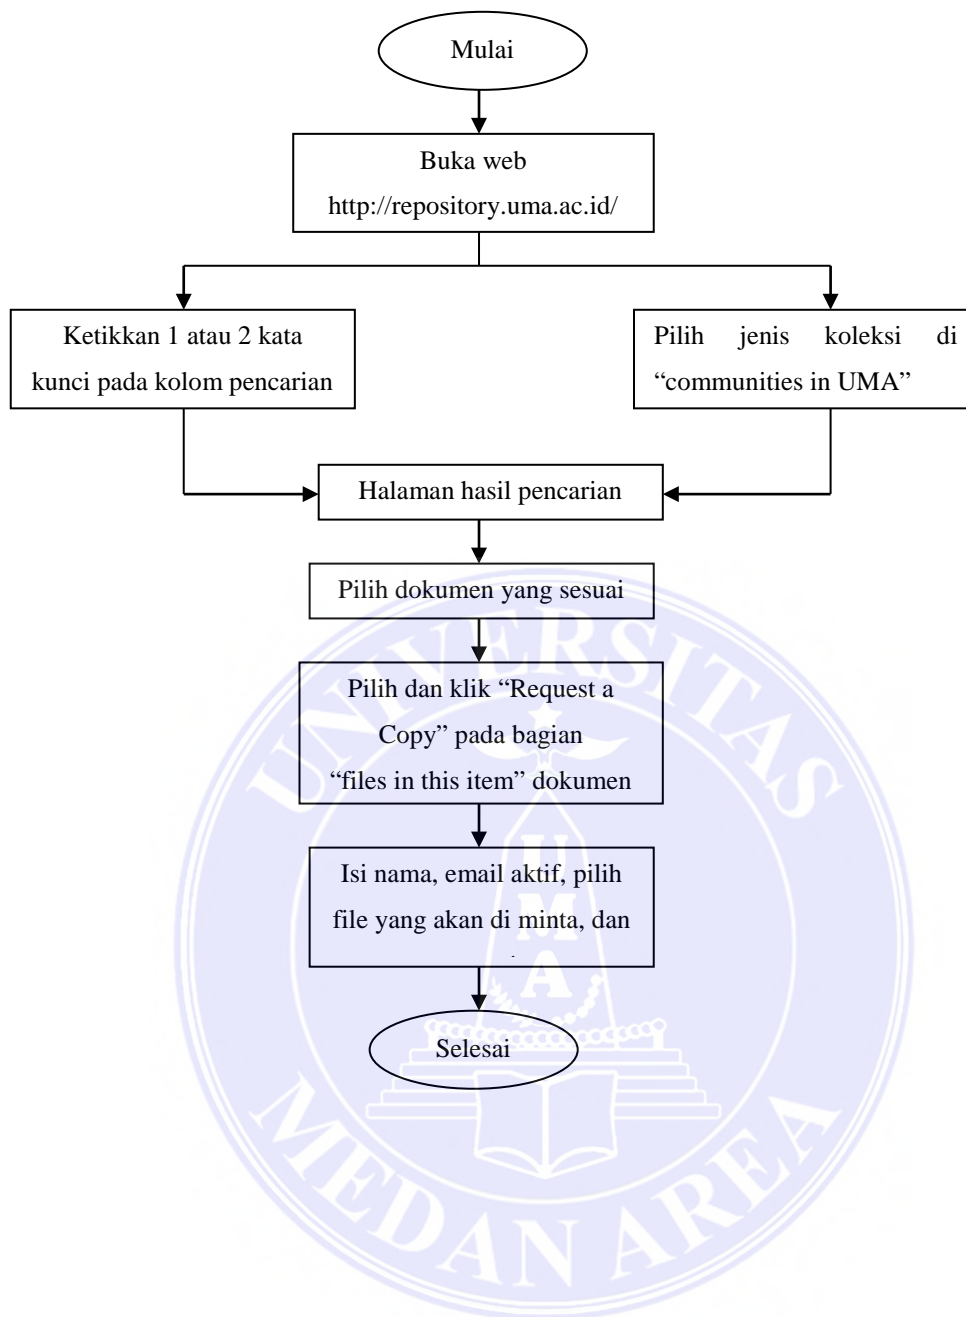 Mulai
Buka web
http://repository.uma.ac.id/
Ketikkan 1 atau 2 kata
kunci pada kolom pencarian
Pilih jenis koleksi di
“communities in UMA”
Halaman hasil pencarian
Pilih dokumen yang sesuai
Pilih dan klik “Request a
Copy” pada bagian
“files in this item” dokumen
Isi nama, email aktif, pilih
file yang akan di minta, dan
Selesai
UNIVERSITAS
UMA
MEDAN AREA